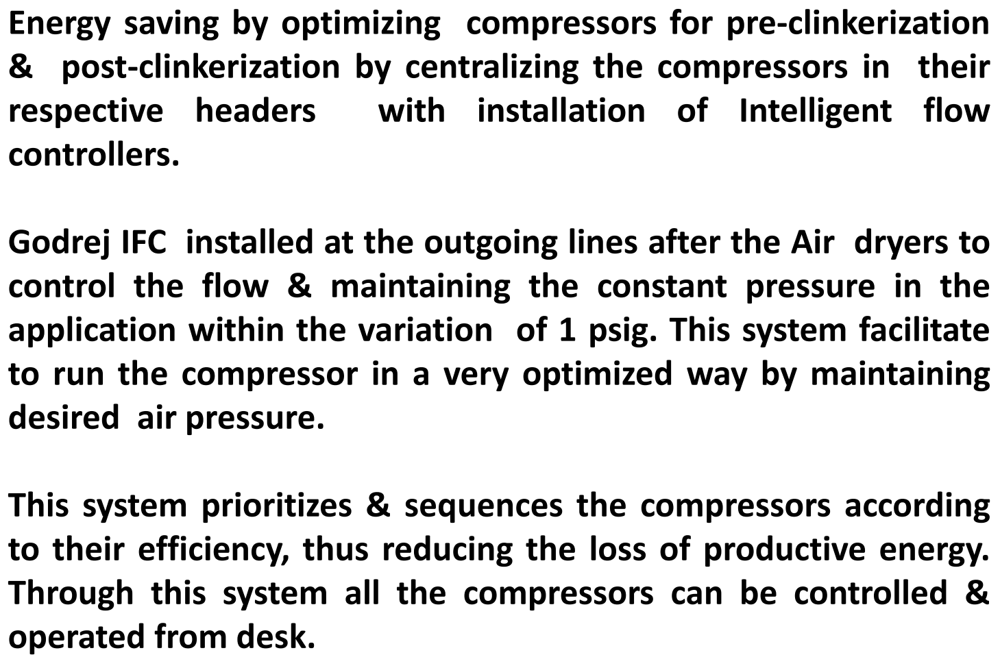 Energy saving by optimizing compressors for pre-clinkerization
& post-clinkerization by centralizing the compressors in their
respective headers with installation of Intelligent flow
controllers.
Godrej IFC installed at the outgoing lines after the Air dryers to
control the flow & maintaining the constant pressure in the
application within the variation of 1 psig. This system facilitate
to run the compressor in a very optimized way by maintaining
desired air pressure.
This system prioritizes & sequences the compressors according
to their efficiency, thus reducing the loss of productive energy.
Through this system all the compressors can be controlled &
operated from desk.